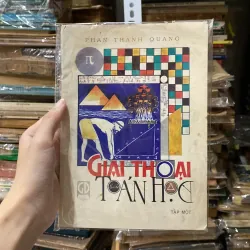 PHAN THANH QUANG
π
GIAI THOẠI
TOÁN HỌC
TẬP MỘT